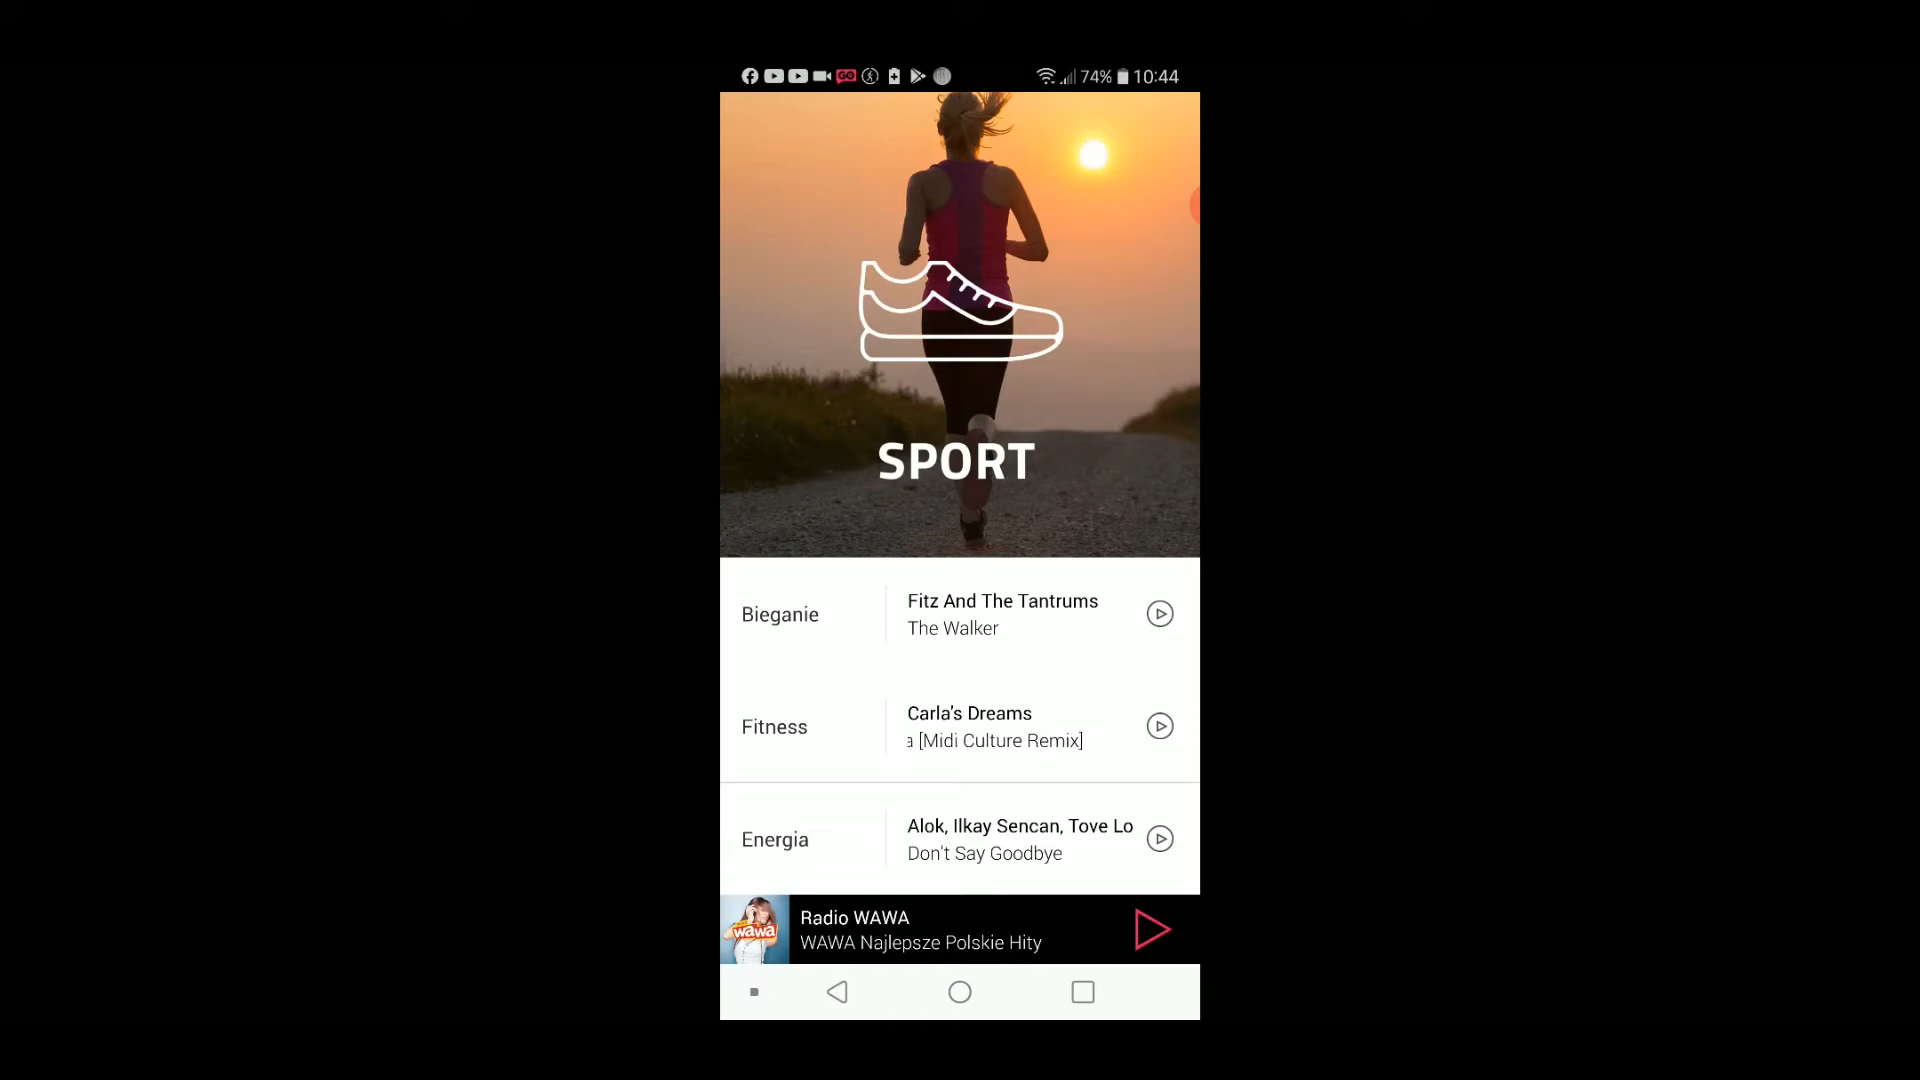 GO 74% 10:44
SPORT
Bieganie
Fitz And The Tantrums
The Walker
Fitness
Carla's Dreams
a [Midi Culture Remix]
Energia
Alok, Ilkay Sencan, Tove Lo
Don't Say Goodbye
wawa
Radio WAWA
WAWA Najlepsze Polskie Hity